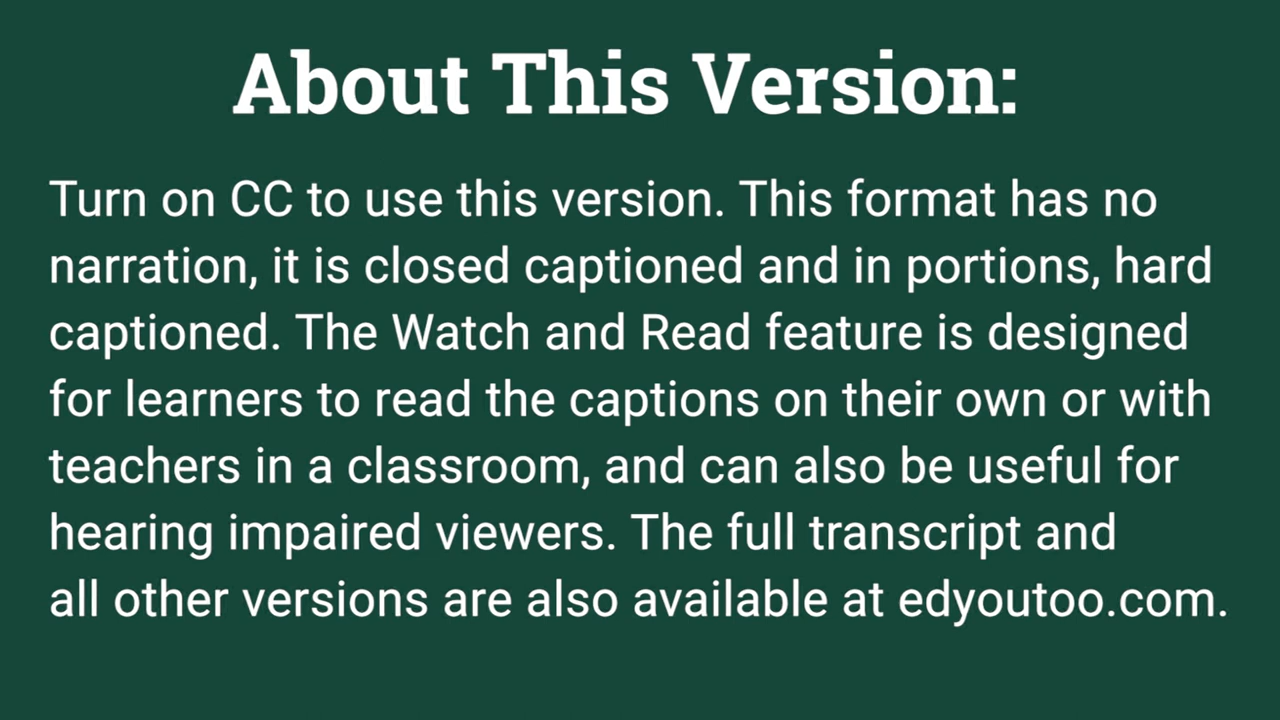 About This Version:
Turn on CC to use this version. This format has no
narration, it is closed captioned and in portions, hard
captioned. The Watch and Read feature is designed
for learners to read the captions on their own or with
teachers in a classroom, and can also be useful for
hearing impaired viewers. The full transcript and
all other versions are also available at edyoutoo.com.